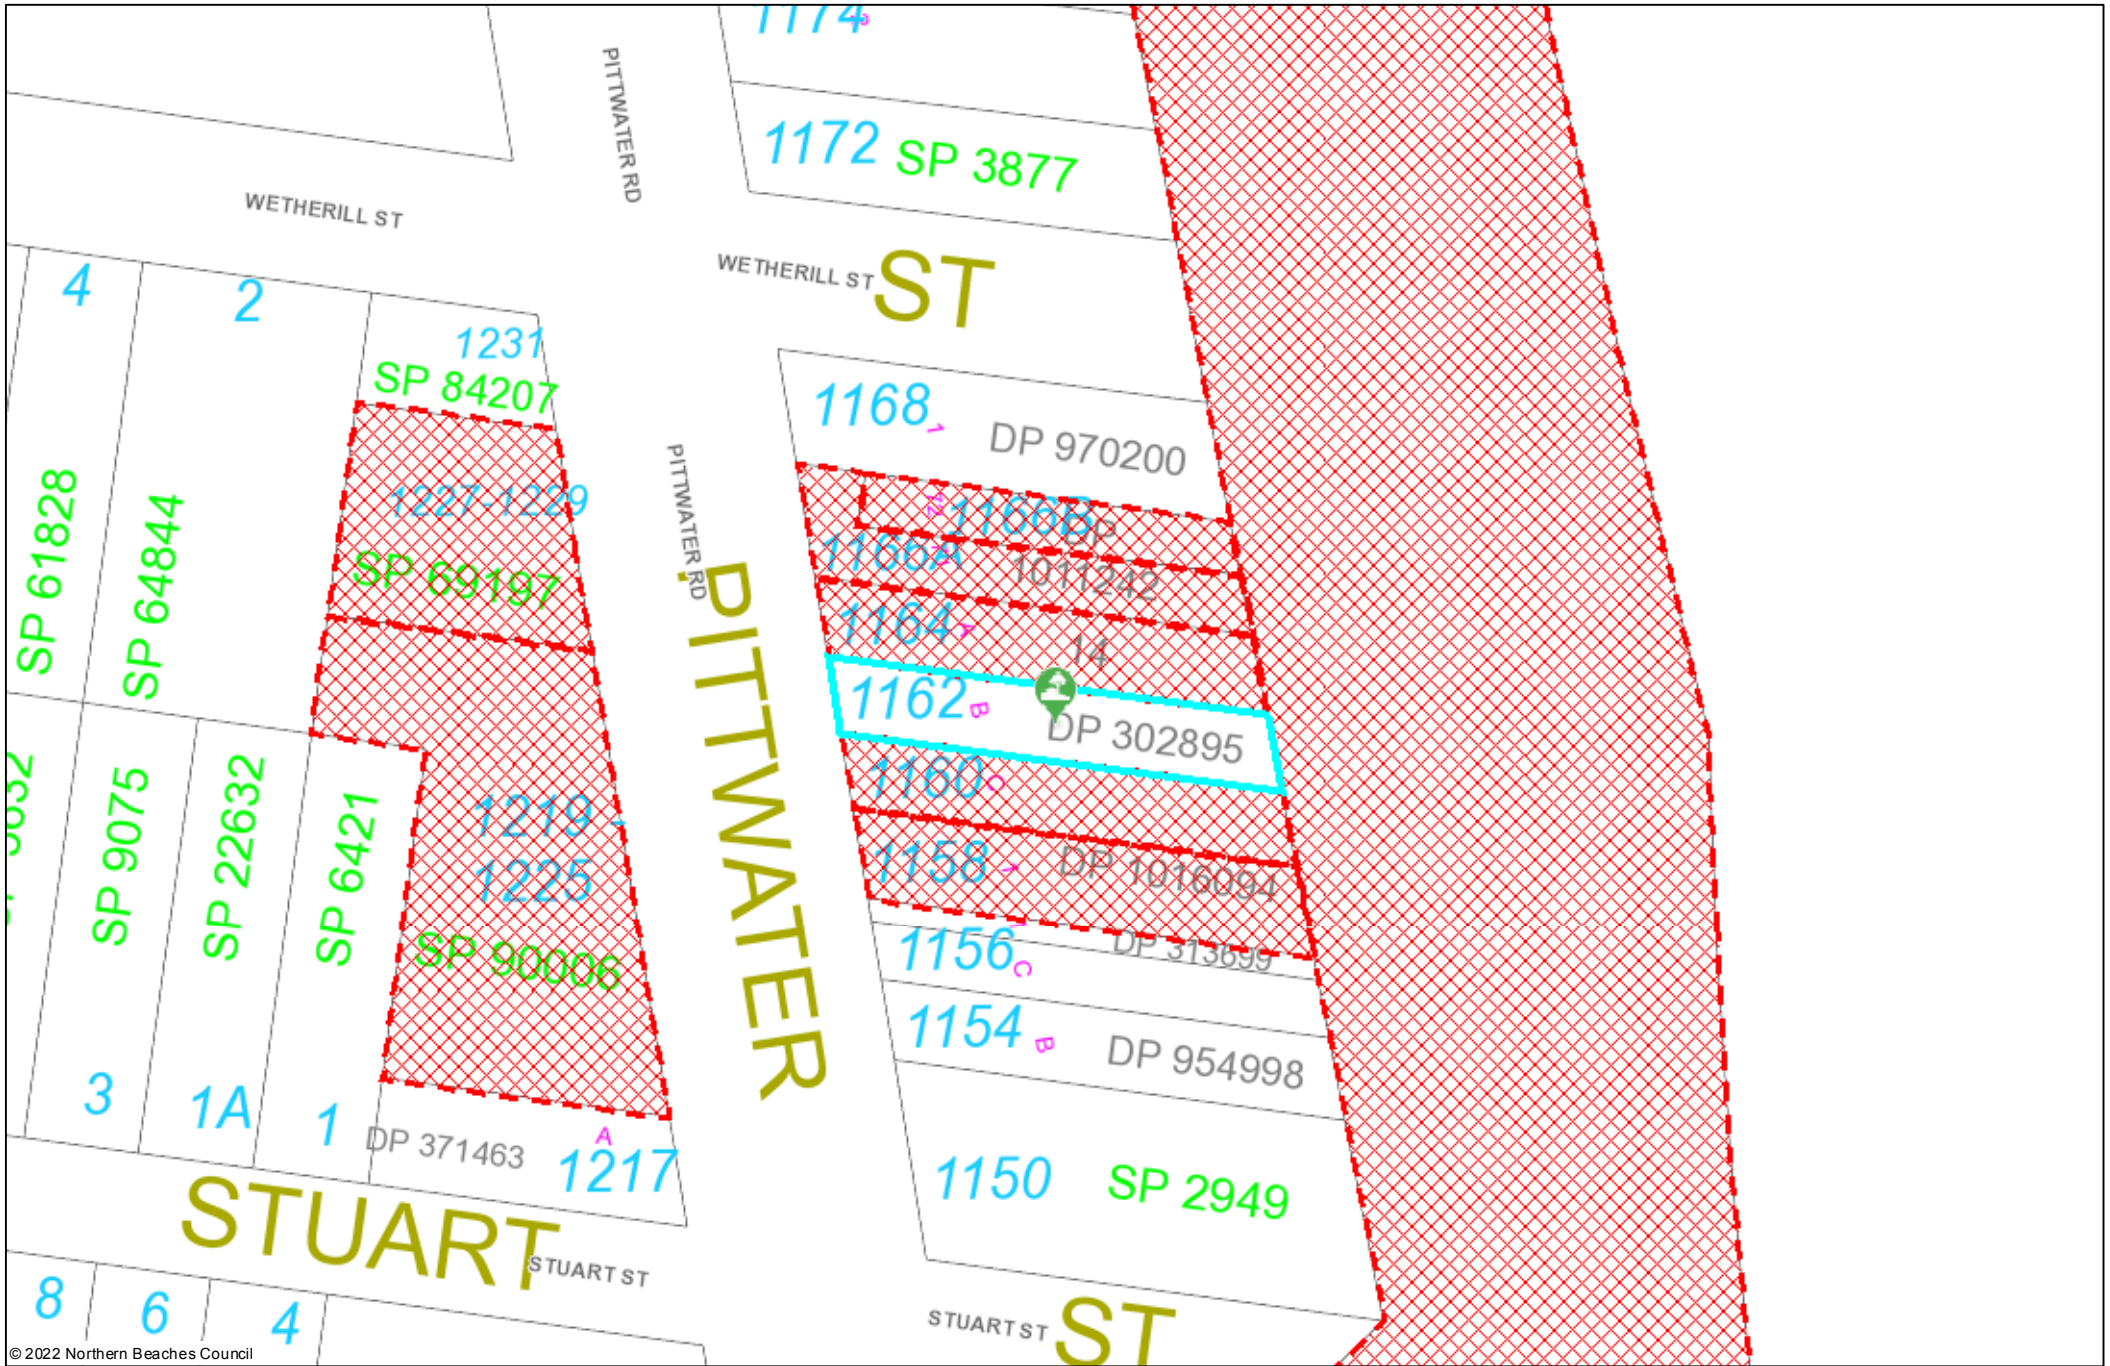 1174
3
PITTWATER RD
1172
SP 3877
WETHERILL ST
WETHERILL ST
ST
4
2
1231
SP 84207
1168
1
DP 970200
1227-1229
SP 69197
PITTWATER RD
72
1166B
DP
1166A
1011242
1164
A
14
SP 61828
SP 64844
PITTWATER
1162
B
DP 302895
1160
C
1219 -
1225
1158
1
DP 1016094
SP 9075
SP 22632
SP 6421
SP 90006
1156
C
DP 313699
1154
B
DP 954998
3
1A
1
A
DP 371463
1217
1150
SP 2949
STUART
STUART ST
STUART ST
ST
8
6
4
© 2022 Northern Beaches Council